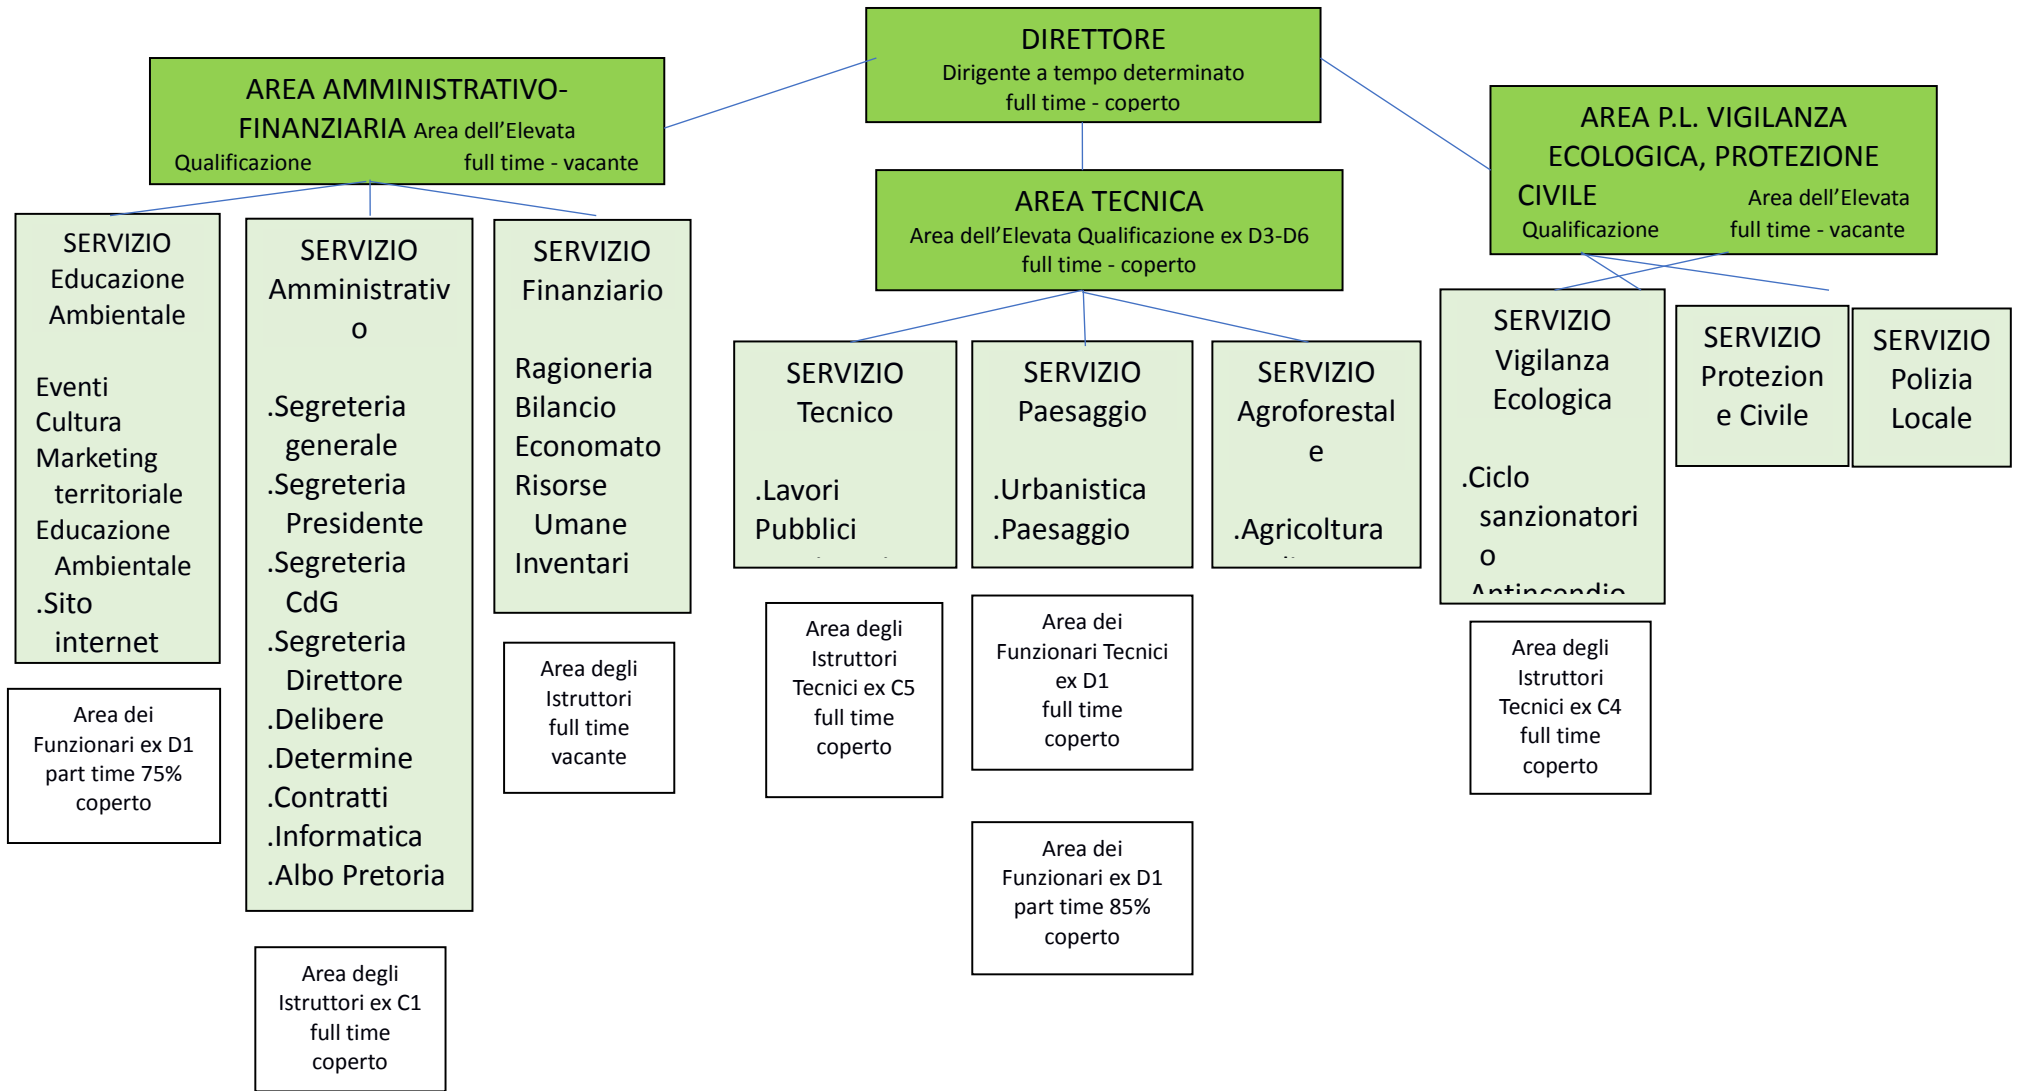 DIRETTORE
Dirigente a tempo determinato
full time - coperto
AREA AMMINISTRATIVO-
FINANZIARIA Area dell'Elevata
Qualificazione full time - vacante
AREA TECNICA
Area dell'Elevata Qualificazione ex D3-D6
full time - coperto
AREA P.L. VIGILANZA
ECOLOGICA, PROTEZIONE
CIVILE Area dell'Elevata
Qualificazione full time - vacante
SERVIZIO
Educazione
Ambientale
Eventi
Cultura
Marketing
territoriale
Educazione
Ambientale
.Sito
internet
Area dei
Funzionari ex D1
part time 75%
coperto
SERVIZIO
Amministrativ
o
.Segreteria
generale
.Segreteria
Presidente
.Segreteria
CdG
.Segreteria
Direttore
.Delibere
.Determine
.Contratti
.Informatica
.Albo Pretoria
Area degli
Istruttori ex C1
full time
coperto
SERVIZIO
Finanziario
Ragioneria
Bilancio
Economato
Risorse
Umane
Inventari
Area degli
Istruttori
full time
vacante
SERVIZIO
Tecnico
.Lavori
Pubblici
Area degli
Istruttori
Tecnici ex C5
full time
coperto
SERVIZIO
Paesaggio
.Urbanistica
.Paesaggio
Area dei
Funzionari Tecnici
ex D1
full time
coperto
Area dei
Funzionari ex D1
part time 85%
coperto
SERVIZIO
Agroforestal
e
.Agricoltura
SERVIZIO
Vigilanza
Ecologica
.Ciclo
sanzionatori
o
Antincendio
Area degli
Istruttori
Tecnici ex C4
full time
coperto
SERVIZIO
Protezion
e Civile
SERVIZIO
Polizia
Locale